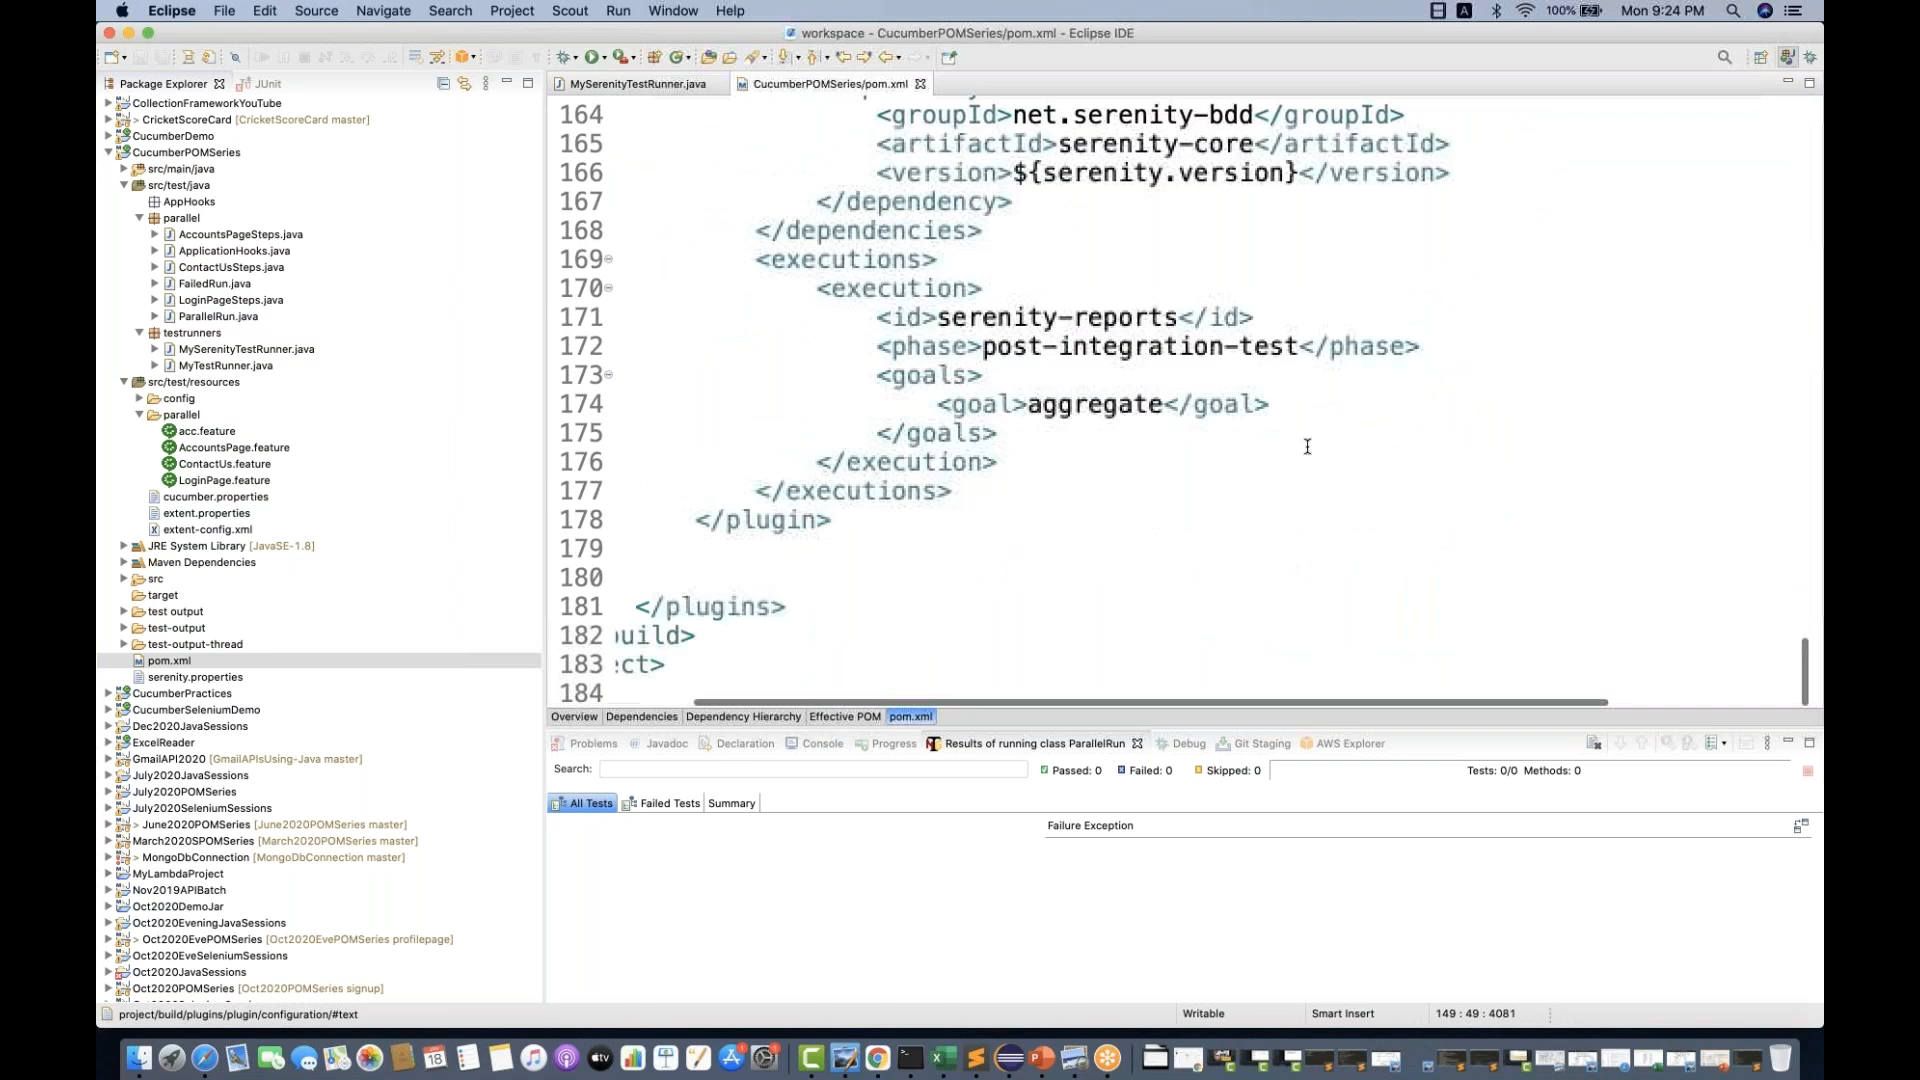 Eclipse File Edit Source Navigate Search Project Scout Run Window Help 100% Mon 9:24 PM
workspace - CucumberPOMSeries/pom.xml - Eclipse IDE
Package Explorer JUnit
CollectionFrameworkYouTube
> CricketScoreCard [CricketScoreCard master]
CucumberDemo
CucumberPOMSeries
src/main/java
src/test/java
AppHooks
parallel
AccountsPageSteps.java
ApplicationHooks.java
ContactUsSteps.java
FailedRun.java
LoginPageSteps.java
ParallelRun.java
testrunners
MySerenityTestRunner.java
MyTestRunner.java
src/test/resources
config
parallel
acc.feature
AccountsPage.feature
ContactUs.feature
LoginPage.feature
cucumber.properties
extent.properties
extent-config.xml
JRE System Library [JavaSE-1.8]
Maven Dependencies
src
target
test output
test-output
test-output-thread
pom.xml
serenity.properties
CucumberPractices
CucumberSeleniumDemo
Dec2020JavaSessions
ExcelReader
GmailAPI2020 [GmailAPIsUsing-Java master]
July2020JavaSessions
July2020POMSeries
July2020SeleniumSessions
> June2020POMSeries [June2020POMSeries master]
March2020SPOMSeries [March2020POMSeries master]
> MongoDbConnection [MongoDbConnection master]
MyLambdaProject
Nov2019APIBatch
Oct2020DemoJar
Oct2020EveningJavaSessions
> Oct2020EvePOMSeries [Oct2020EvePOMSeries profilepage]
Oct2020EveSeleniumSessions
Oct2020JavaSessions
Oct2020POMSeries [Oct2020POMSeries signup]
MySerenityTestRunner.java CucumberPOMSeries/pom.xml
164 <groupId>net.serenity-bdd</groupId>
165 <artifactId>serenity-core</artifactId>
166 <version>${serenity.version}</version>
167 </dependency>
168 </dependencies>
169 <executions>
170 <execution>
171 <id>serenity-reports</id>
172 <phase>post-integration-test</phase>
173 <goals>
174 <goal>aggregate</goal>
175 </goals>
176 </execution>
177 </executions>
178 </plugin>
179
180
181 </plugins>
182 uild>
183 ect>
184
Overview Dependencies Dependency Hierarchy Effective POM pom.xml
Problems Javadoc Declaration Console Progress Results of running class ParallelRun Debug Git Staging AWS Explorer
Search: Passed: 0 Failed: 0 Skipped: 0 Tests: 0/0 Methods: 0
All Tests Failed Tests Summary
Failure Exception
project/build/plugins/plugin/configuration/#text Writable Smart Insert 149 : 49 : 4081